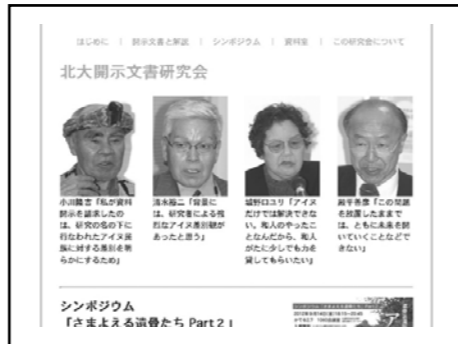 はじめに | 開示文書と解説 | シンポジウム | 資料室 | この研究会について
北大開示文書研究会
小川隆吉「私が資料
開示を請求したの
は、研究の名の下に
行なわれたアイヌ民
族に対する差別を明
らかにするため」
清水裕二「背景に
は、研究者による強
烈なアイヌ差別観が
あったと思う」
城野口ユリ「アイヌ
だけでは解決できな
い。和人のやったこ
となんだから、和人
がたに少しでも力を
貸してもらいたい」
殿平善彦「この問題
を放置したままで
は、ともに未来を開
いていくことなどで
きない」
シンポジウム
「さまよえる遺骨たち Part２」